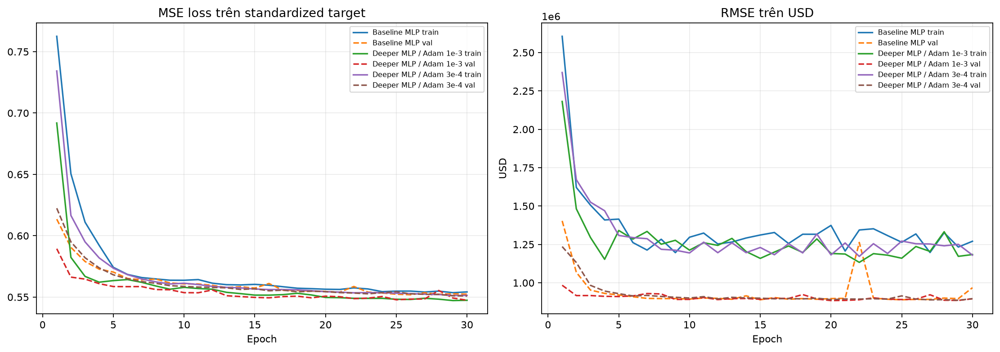 MSE loss trên standardized target
0.75
0.70
0.65
0.60
0.55
0 5 10 15 20 25 30
Epoch
Baseline MLP train
Baseline MLP val
Deeper MLP / Adam 1e-3 train
Deeper MLP / Adam 1e-3 val
Deeper MLP / Adam 3e-4 train
Deeper MLP / Adam 3e-4 val
RMSE trên USD
1e6
2.50
2.25
2.00
1.75
1.50
1.25
1.00
USD
0 5 10 15 20 25 30
Epoch
Baseline MLP train
Baseline MLP val
Deeper MLP / Adam 1e-3 train
Deeper MLP / Adam 1e-3 val
Deeper MLP / Adam 3e-4 train
Deeper MLP / Adam 3e-4 val